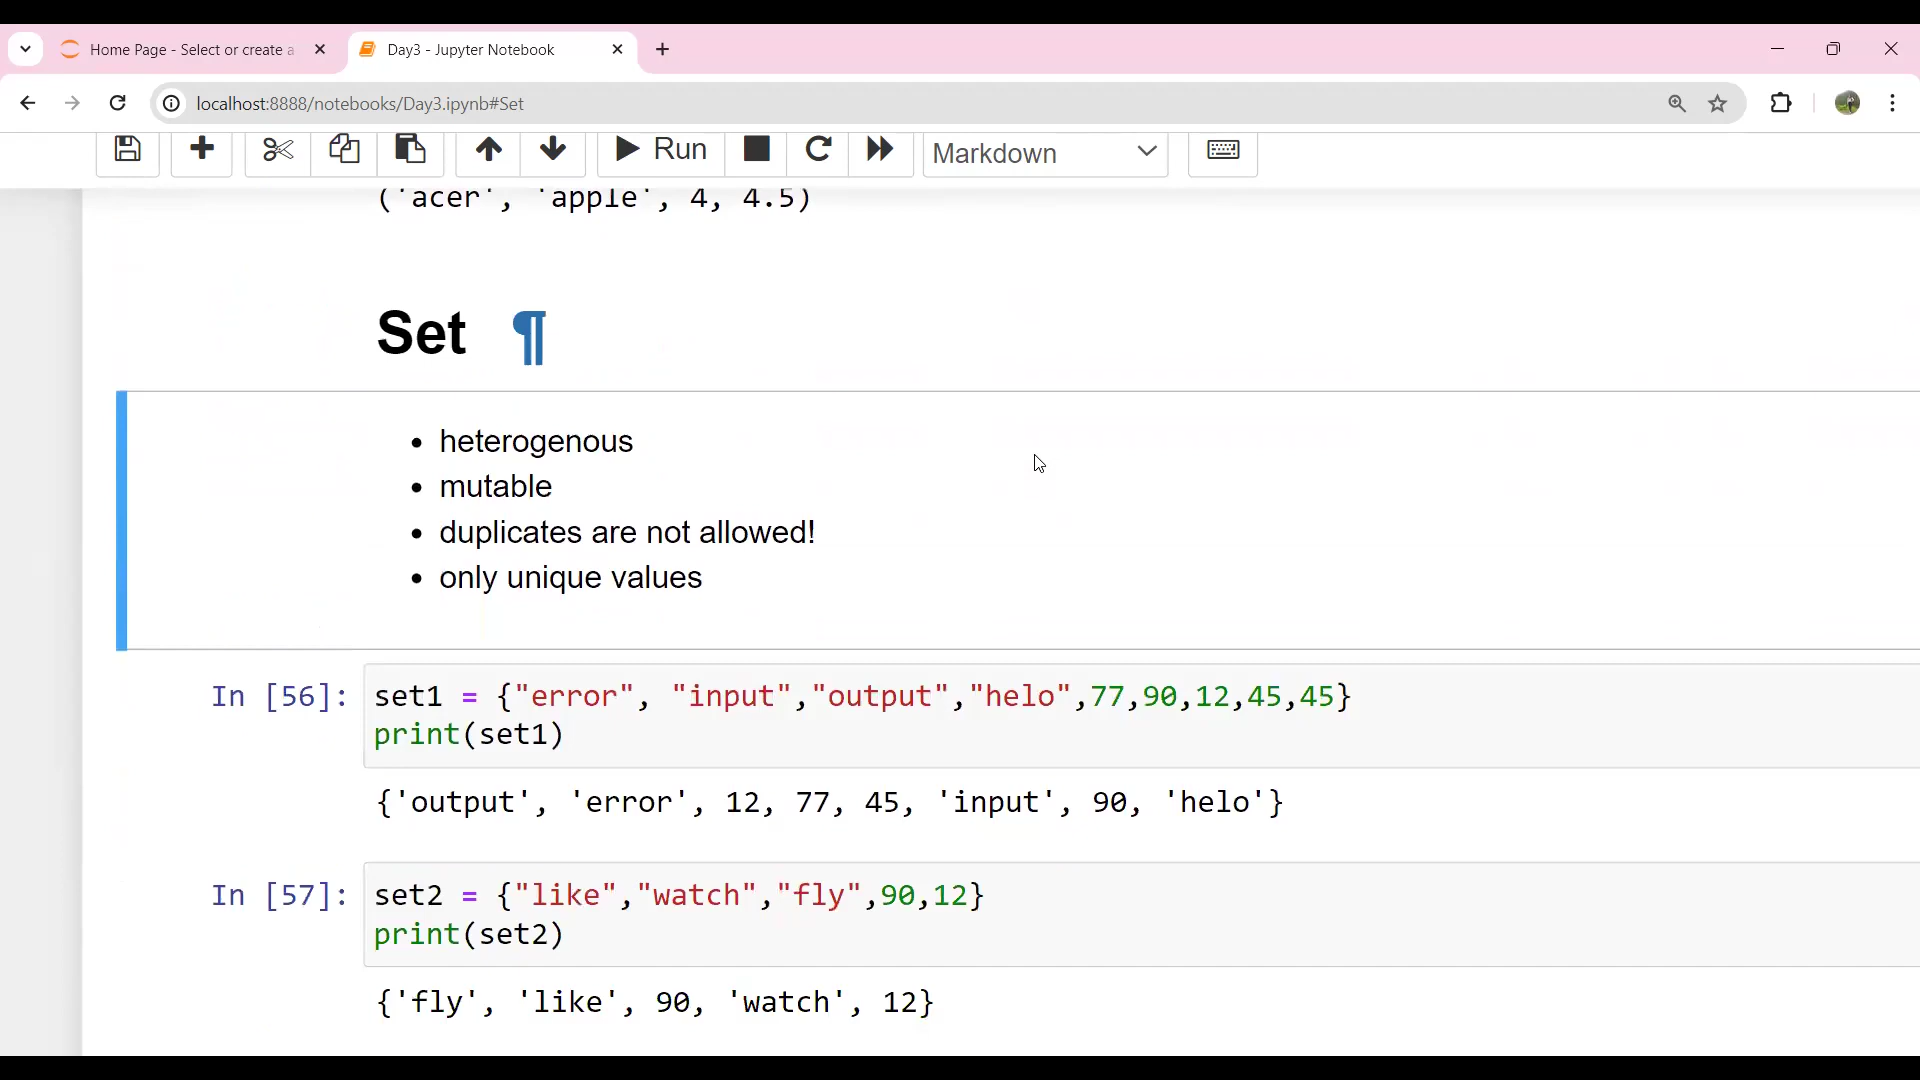 Home Page - Select or create a
Day3 - Jupyter Notebook
localhost:8888/notebooks/Day3.ipynb#Set
Run
Markdown
('acer', 'apple', 4, 4.5)
Set ¶
• heterogenous
• mutable
• duplicates are not allowed!
• only unique values
In [56]: set1 = {"error", "input","output","helo",77,90,12,45,45}
print(set1)
{'output', 'error', 12, 77, 45, 'input', 90, 'helo'}
In [57]: set2 = {"like","watch","fly",90,12}
print(set2)
{'fly', 'like', 90, 'watch', 12}